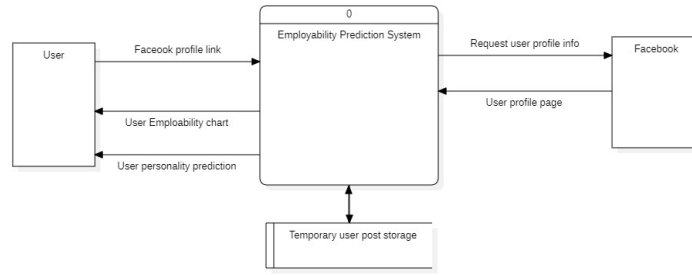 0
Employability Prediction System
User
Faceook profile link
User Emploability chart
User personality prediction
Request user profile info
User profile page
Facebook
Temporary user post storage